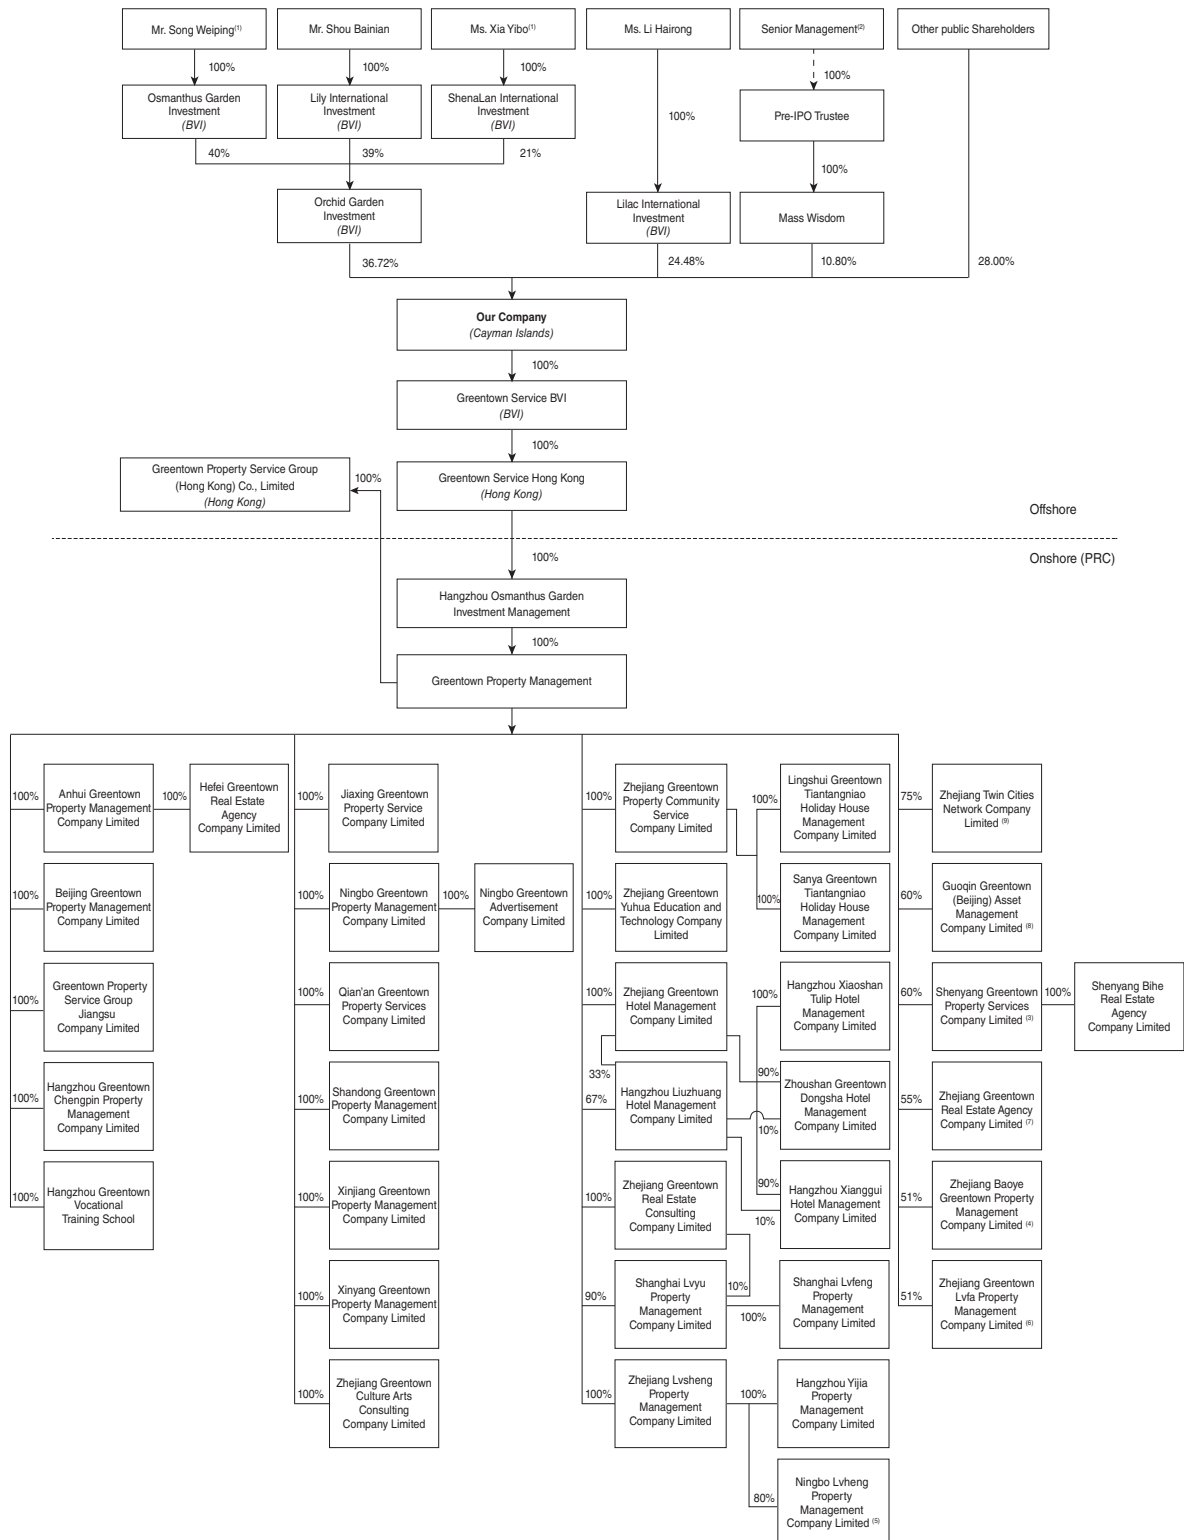 Mr. Song Weiping(1)
Mr. Shou Bainian
Ms. Xia Yibo(1)
Ms. Li Hairong
Senior Management(2)
Other public Shareholders
100%
100%
100%
100%
100%
Osmanthus Garden
Investment
(BVI)
Lily International
Investment
(BVI)
ShenaLan International
Investment
(BVI)
Pre-IPO Trustee
40%
39%
21%
100%
Orchid Garden
Investment
(BVI)
Lilac International
Investment
(BVI)
Mass Wisdom
36.72%
24.48%
10.80%
28.00%
Our Company
(Cayman Islands)
100%
Greentown Service BVI
(BVI)
100%
Greentown Property Service Group
(Hong Kong) Co., Limited
(Hong Kong)
100%
Greentown Service Hong Kong
(Hong Kong)
Offshore
100%
Onshore (PRC)
Hangzhou Osmanthus Garden
Investment Management
100%
Greentown Property Management
100%
Anhui Greentown
Property Management
Company Limited
100%
Hefei Greentown
Real Estate
Agency
Company Limited
100%
Beijing Greentown
Property Management
Company Limited
100%
Greentown Property
Service Group
Jiangsu
Company Limited
100%
Hangzhou Greentown
Chengpin Property
Management
Company Limited
100%
Hangzhou Greentown
Vocational
Training School
100%
Jiaxing Greentown
Property Service
Company Limited
100%
Ningbo Greentown
Property Management
Company Limited
100%
Ningbo Greentown
Advertisement
Company Limited
100%
Qian'an Greentown
Property Services
Company Limited
100%
Shandong Greentown
Property Management
Company Limited
100%
Xinjiang Greentown
Property Management
Company Limited
100%
Xinyang Greentown
Property Management
Company Limited
100%
Zhejiang Greentown
Culture Arts
Consulting
Company Limited
100%
Zhejiang Greentown
Property Community
Service
Company Limited
100%
Lingshui Greentown
Tiantangniao
Holiday House
Management
Company Limited
100%
Zhejiang Greentown
Yuhua Education and
Technology Company
Limited
100%
Sanya Greentown
Tiantangniao
Holiday House
Management
Company Limited
100%
Zhejiang Greentown
Hotel Management
Company Limited
100%
Hangzhou Xiaoshan
Tulip Hotel
Management
Company Limited
33%
67%
Hangzhou Liuzhuang
Hotel Management
Company Limited
90%
10%
Zhoushan Greentown
Dongsha Hotel
Management
Company Limited
100%
Zhejiang Greentown
Real Estate
Consulting
Company Limited
90%
10%
Hangzhou Xianggui
Hotel Management
Company Limited
90%
Shanghai Lvyu
Property
Management
Company Limited
10%
100%
Shanghai Lvfeng
Property
Management
Company Limited
100%
Zhejiang Lvsheng
Property
Management
Company Limited
100%
Hangzhou Yijia
Property
Management
Company Limited
80%
Ningbo Lvheng
Property
Management
Company Limited (5)
75%
Zhejiang Twin Cities
Network Company
Limited (9)
60%
Guoqin Greentown
(Beijing) Asset
Management
Company Limited (8)
60%
Shenyang Greentown
Property Services
Company Limited (3)
100%
Shenyang Bihe
Real Estate
Agency
Company Limited
55%
Zhejiang Greentown
Real Estate Agency
Company Limited (7)
51%
Zhejiang Baoye
Greentown Property
Management
Company Limited (4)
51%
Zhejiang Greentown
Lvfa Property
Management
Company Limited (6)